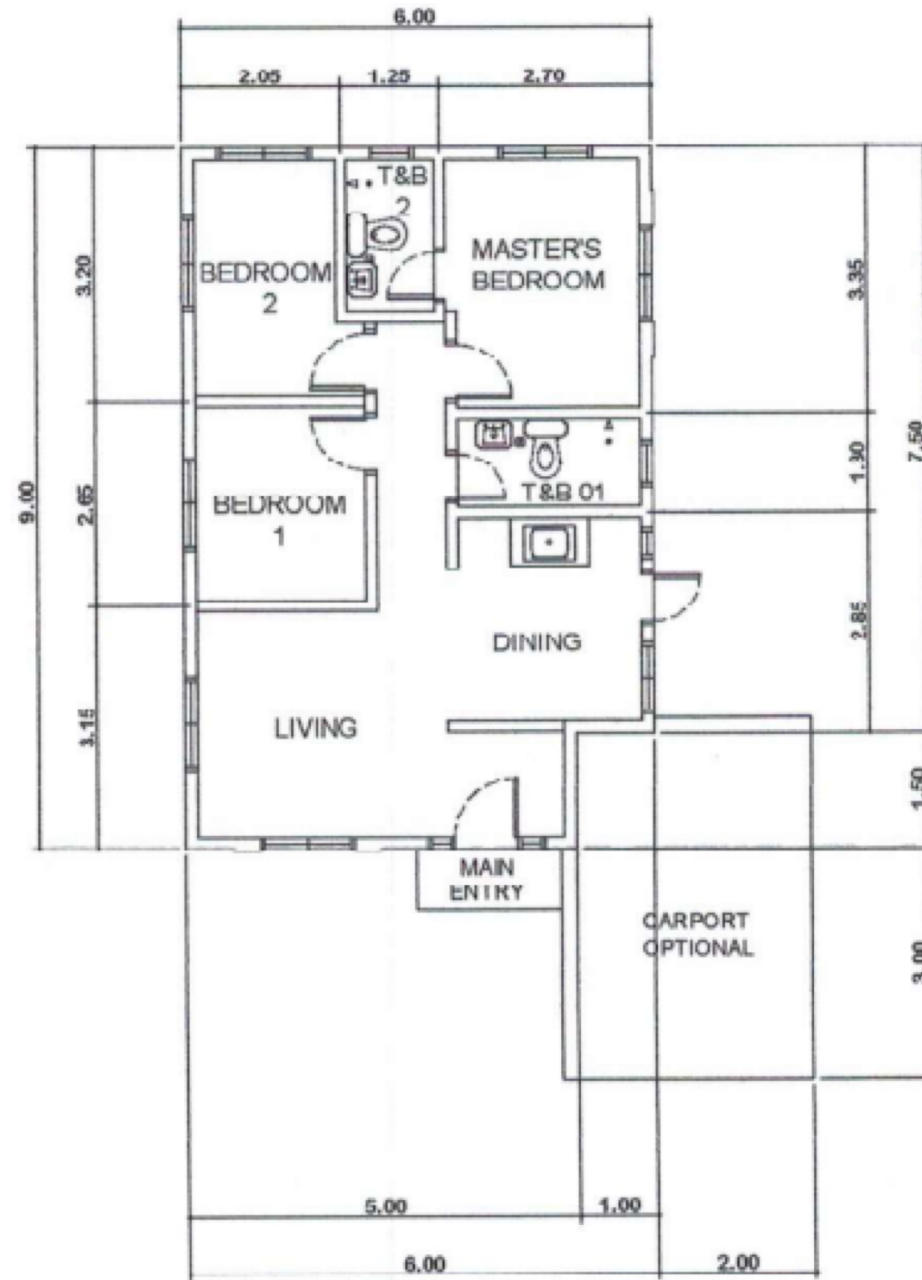 6.00
2.05 1.25 2.70
T&B
2
MASTER'S
BEDROOM
BEDROOM
2
3.20
3.35
9.00
7.50
1.30
2.65
BEDROOM
1
T&B 01
2.85
DINING
3.15
LIVING
1.50
MAIN
ENTRY
CARPORT
OPTIONAL
3.00
5.00 1.00
6.00 2.00